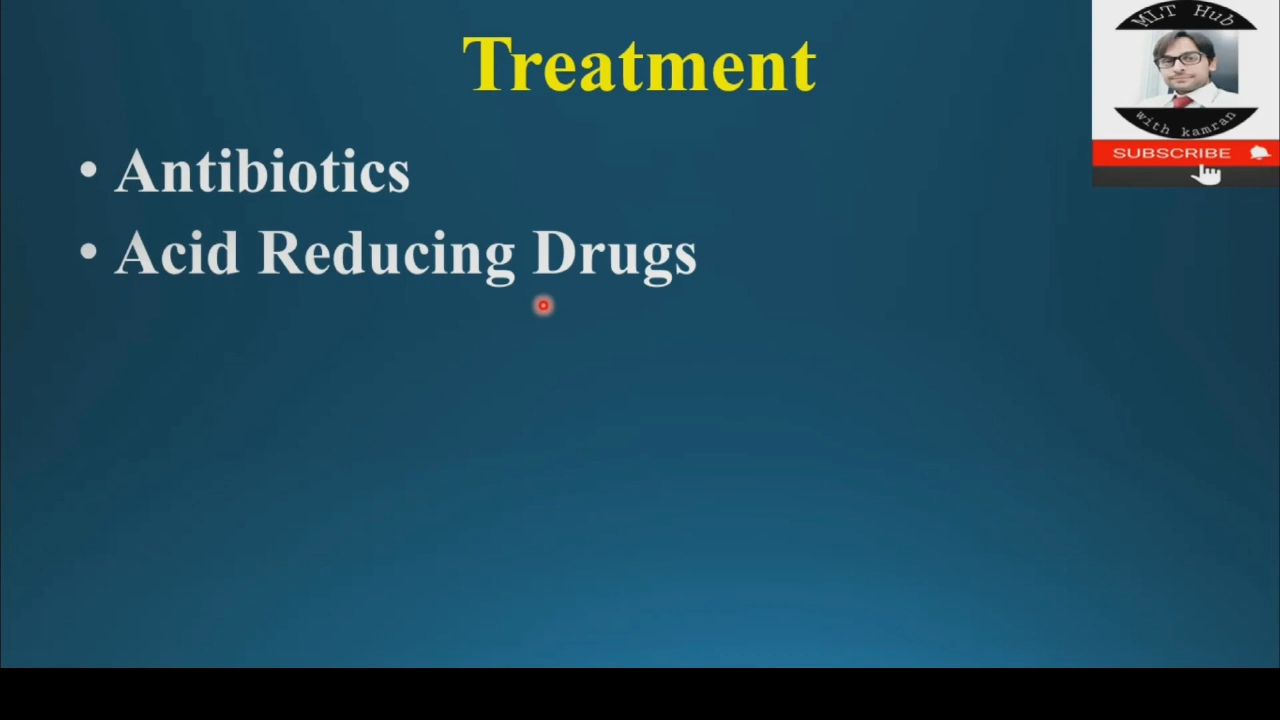 Treatment
MLT Hub
with kamran
SUBSCRIBE
• Antibiotics
• Acid Reducing Drugs